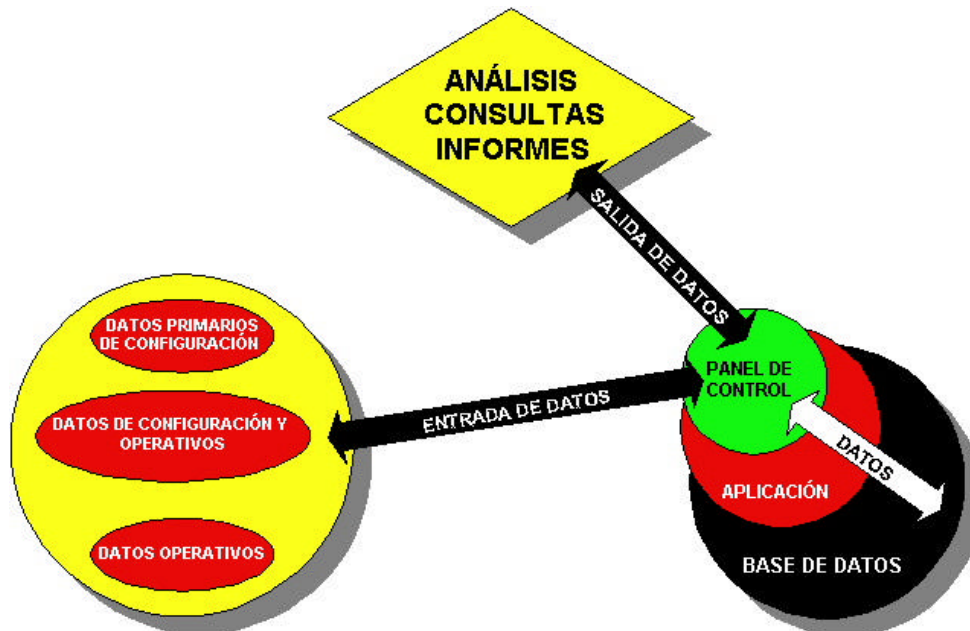 ANÁLISIS
CONSULTAS
INFORMES
SALIDA DE DATOS
DATOS PRIMARIOS
DE CONFIGURACIÓN
DATOS DE CONFIGURACIÓN Y
OPERATIVOS
DATOS OPERATIVOS
ENTRADA DE DATOS
PANEL DE
CONTROL
DATOS
APLICACIÓN
BASE DE DATOS